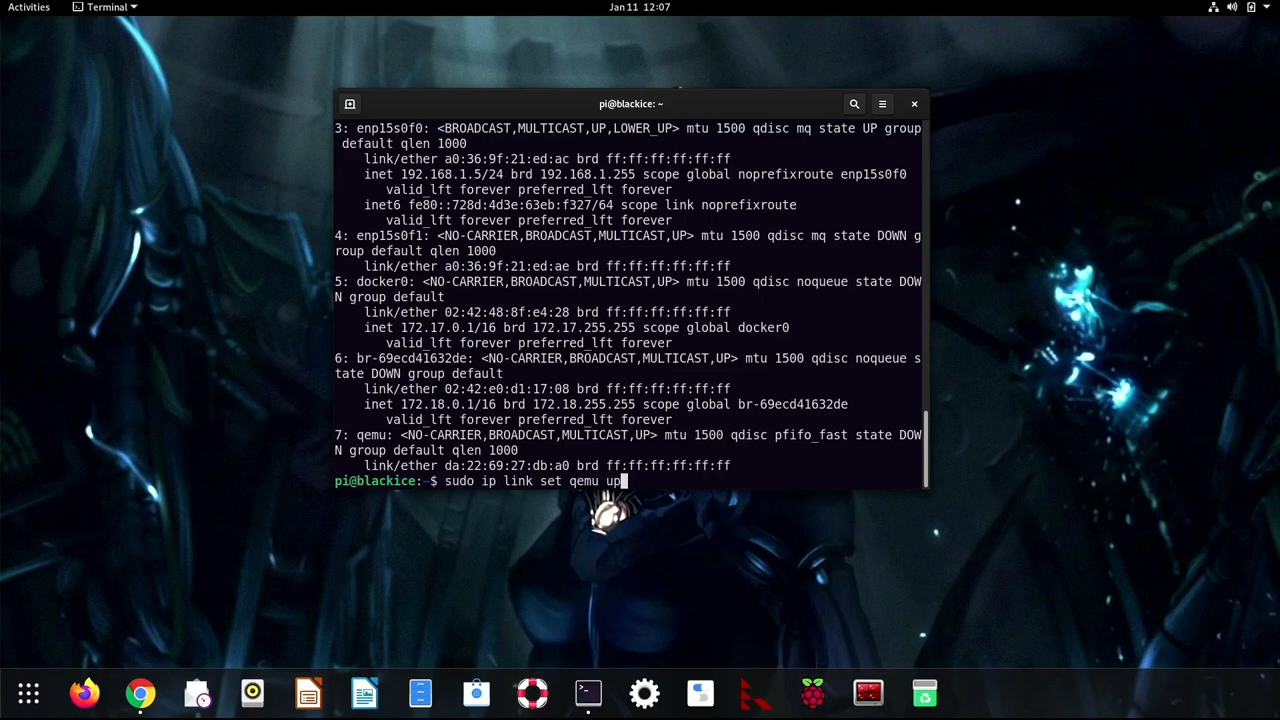 Activities
Terminal
Jan 11 12:07
pi@blackice: ~
3: enp15s0f0: <BROADCAST,MULTICAST,UP,LOWER_UP> mtu 1500 qdisc mq state UP group
 default qlen 1000
    link/ether a0:36:9f:21:ed:ac brd ff:ff:ff:ff:ff:ff
    inet 192.168.1.5/24 brd 192.168.1.255 scope global noprefixroute enp15s0f0
       valid_lft forever preferred_lft forever
    inet6 fe80::728d:4d3e:63eb:f327/64 scope link noprefixroute
       valid_lft forever preferred_lft forever
4: enp15s0f1: <NO-CARRIER,BROADCAST,MULTICAST,UP> mtu 1500 qdisc mq state DOWN g
roup default qlen 1000
    link/ether a0:36:9f:21:ed:ae brd ff:ff:ff:ff:ff:ff
5: docker0: <NO-CARRIER,BROADCAST,MULTICAST,UP> mtu 1500 qdisc noqueue state DOW
N group default
    link/ether 02:42:48:8f:e4:28 brd ff:ff:ff:ff:ff:ff
    inet 172.17.0.1/16 brd 172.17.255.255 scope global docker0
       valid_lft forever preferred_lft forever
6: br-69ecd41632de: <NO-CARRIER,BROADCAST,MULTICAST,UP> mtu 1500 qdisc noqueue s
tate DOWN group default
    link/ether 02:42:e0:d1:17:08 brd ff:ff:ff:ff:ff:ff
    inet 172.18.0.1/16 brd 172.18.255.255 scope global br-69ecd41632de
       valid_lft forever preferred_lft forever
7: qemu: <NO-CARRIER,BROADCAST,MULTICAST,UP> mtu 1500 qdisc pfifo_fast state DOW
N group default qlen 1000
    link/ether da:22:69:27:db:a0 brd ff:ff:ff:ff:ff:ff
pi@blackice:~$ sudo ip link set qemu up